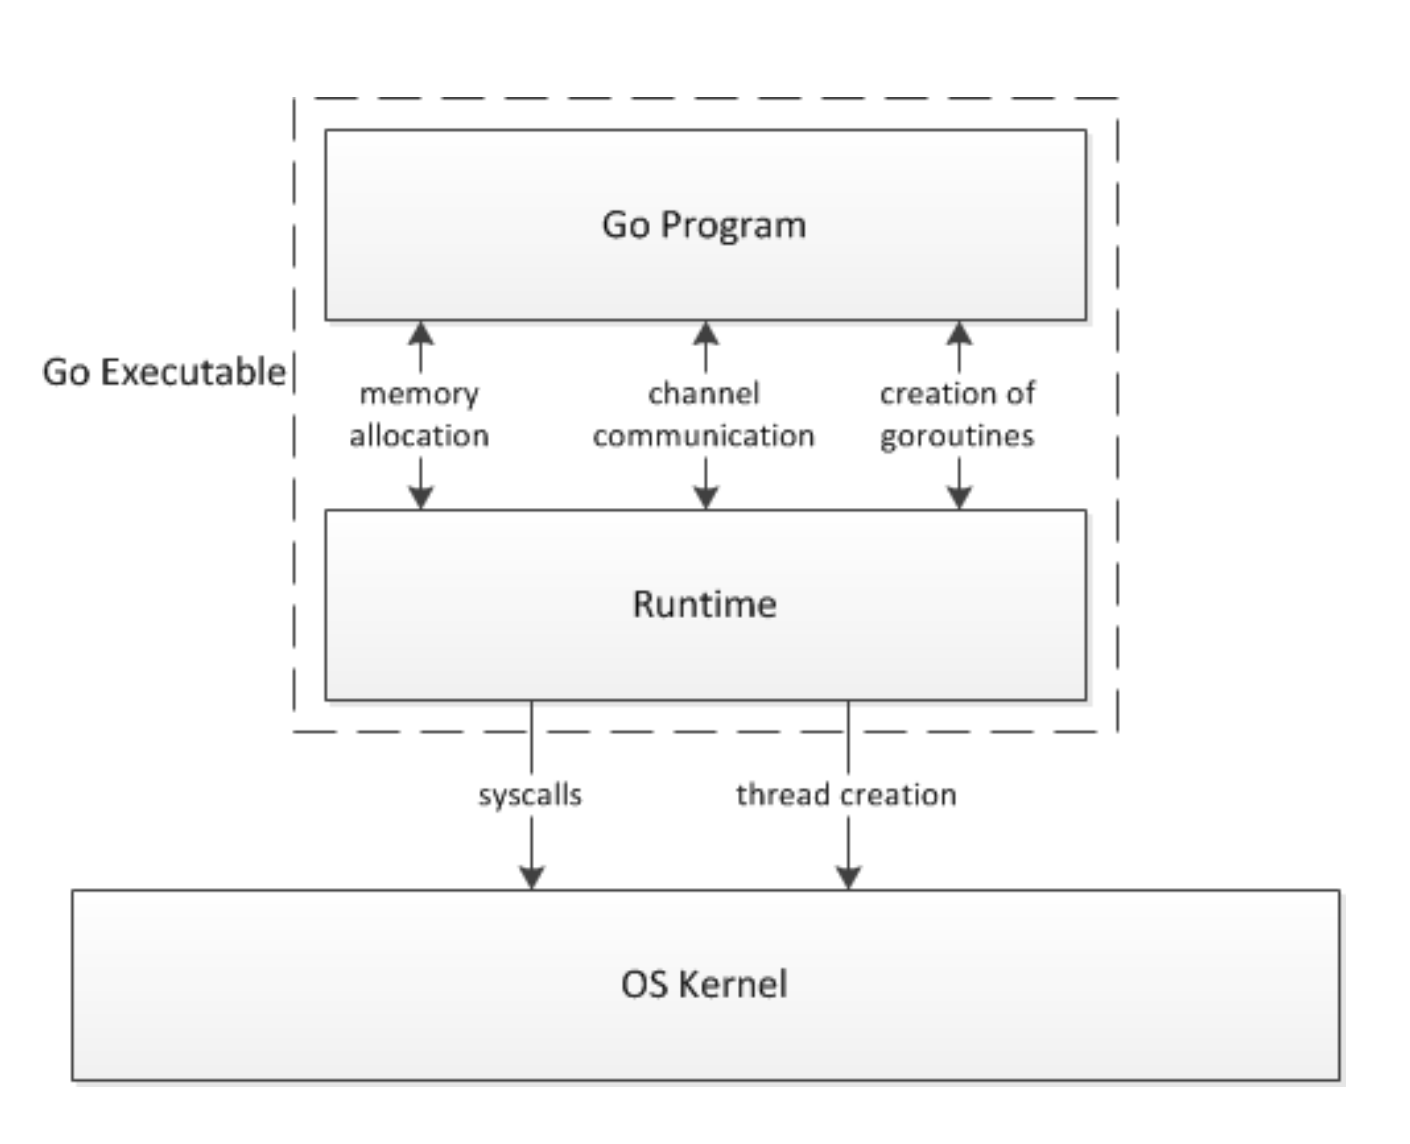 Go Program
Go Executable
memory
allocation
channel
communication
creation of
goroutines
Runtime
syscalls
thread creation
OS Kernel